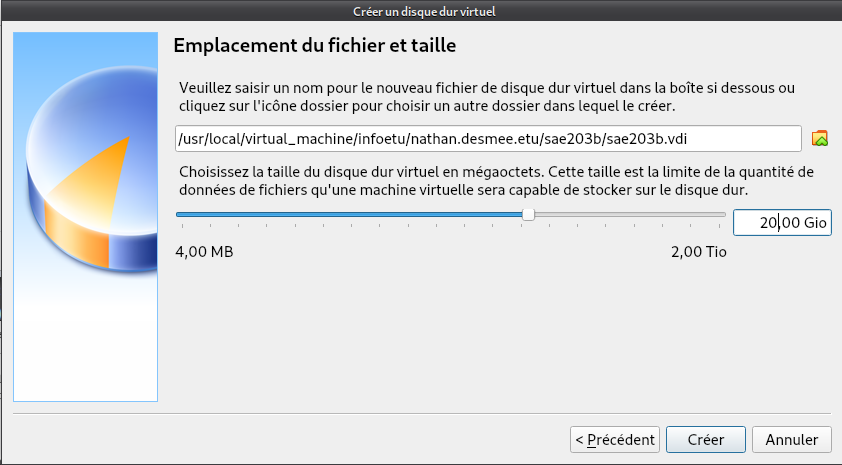 Créer un disque dur virtuel
Emplacement du fichier et taille
Veuillez saisir un nom pour le nouveau fichier de disque dur virtuel dans la boîte si dessous ou
cliquez sur l'icône dossier pour choisir un autre dossier dans lequel le créer.
/usr/local/virtual_machine/infoetu/nathan.desmee.etu/sae203b/sae203b.vdi
Choisissez la taille du disque dur virtuel en mégaoctets. Cette taille est la limite de la quantité de
données de fichiers qu'une machine virtuelle sera capable de stocker sur le disque dur.
20,00 Gio
4,00 MB
2,00 Tio
< Précédent
Créer
Annuler